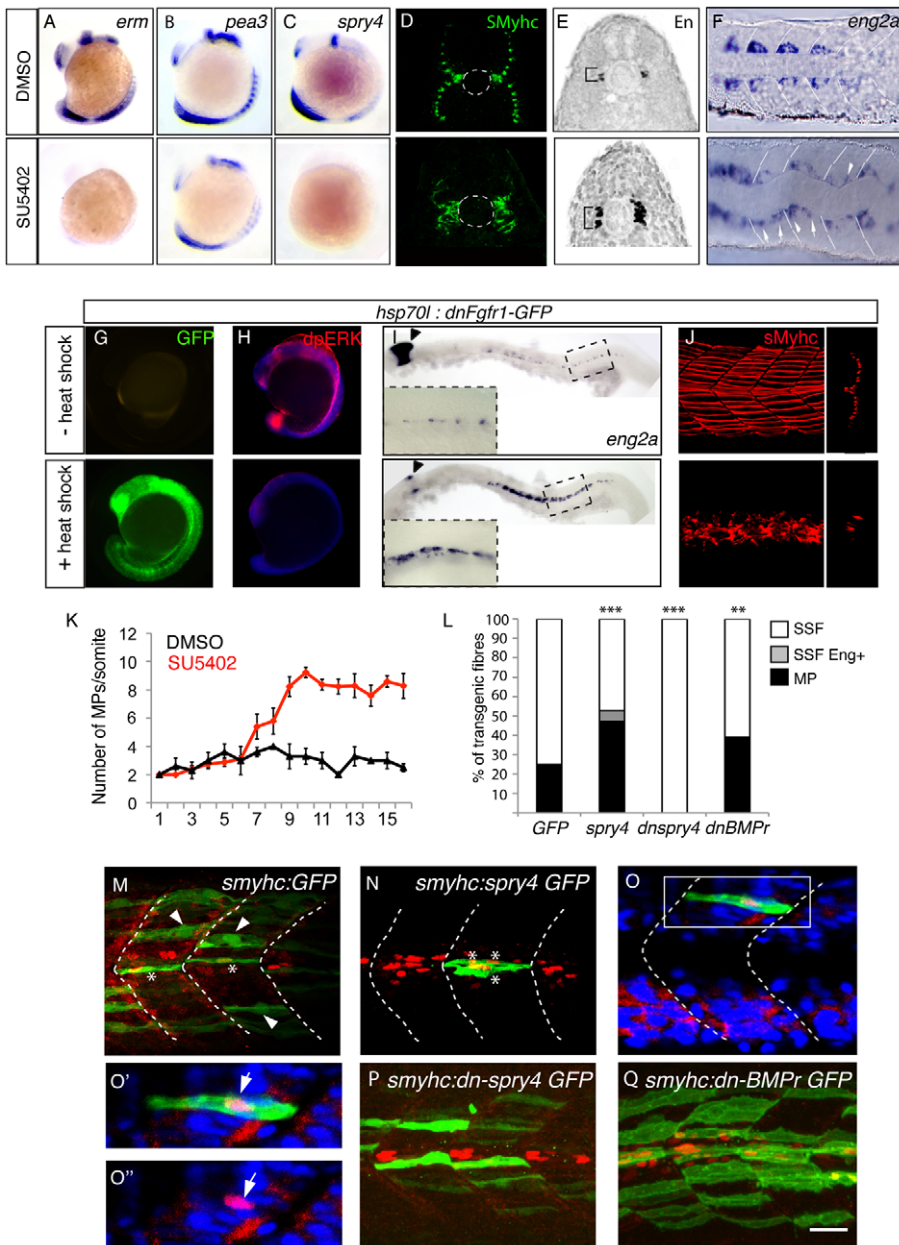 A erm
B pea3
C spry4
D SMyhc
E En
F eng2a
DMSO
SU5402
hsp70l : dnFgfr1-GFP
G GFP
H dpERK
I
eng2a
J sMyhc
- heat shock
+ heat shock
K
DMSO
SU5402
Number of MPs/somite
12
10
8
6
4
2
0
1 3 5 7 9 11 13 15
L
*** *** **
% of transgenic fibres
100
90
80
70
60
50
40
30
20
10
GFP spry4 dnspry4 dnBMPr
SSF
SSF Eng+
MP
M smyhc:GFP
* *
N smyhc:spry4 GFP
* *
*
O
O'
O"
P smyhc:dn-spry4 GFP
Q smyhc:dn-BMPr GFP